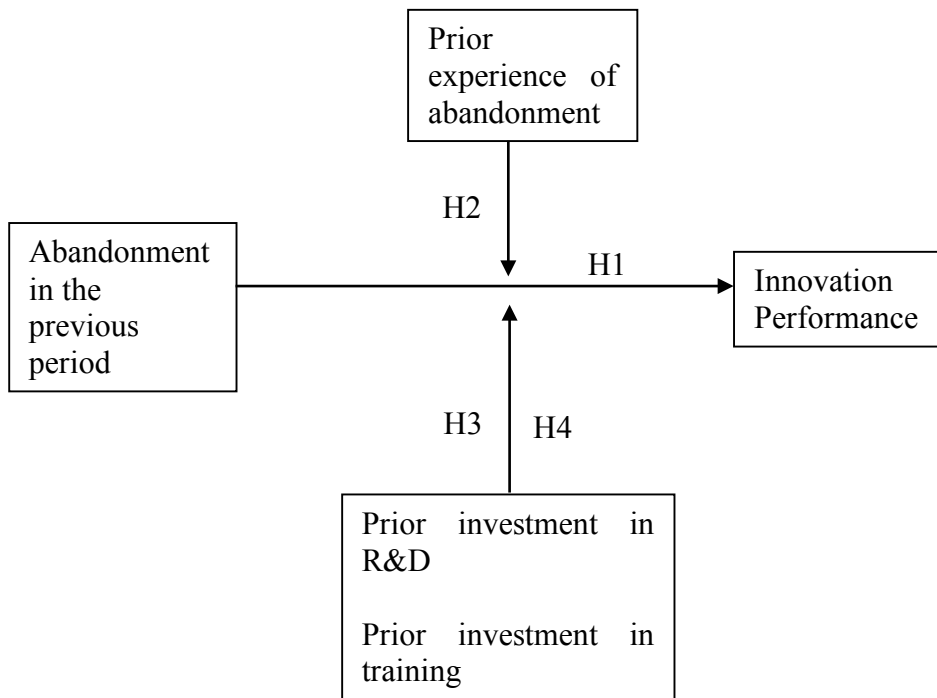 Prior
experience of
abandonment
H2
H1
Abandonment
in the
previous
period
Innovation
Performance
H3
H4
Prior investment in
R&D
Prior investment in
training